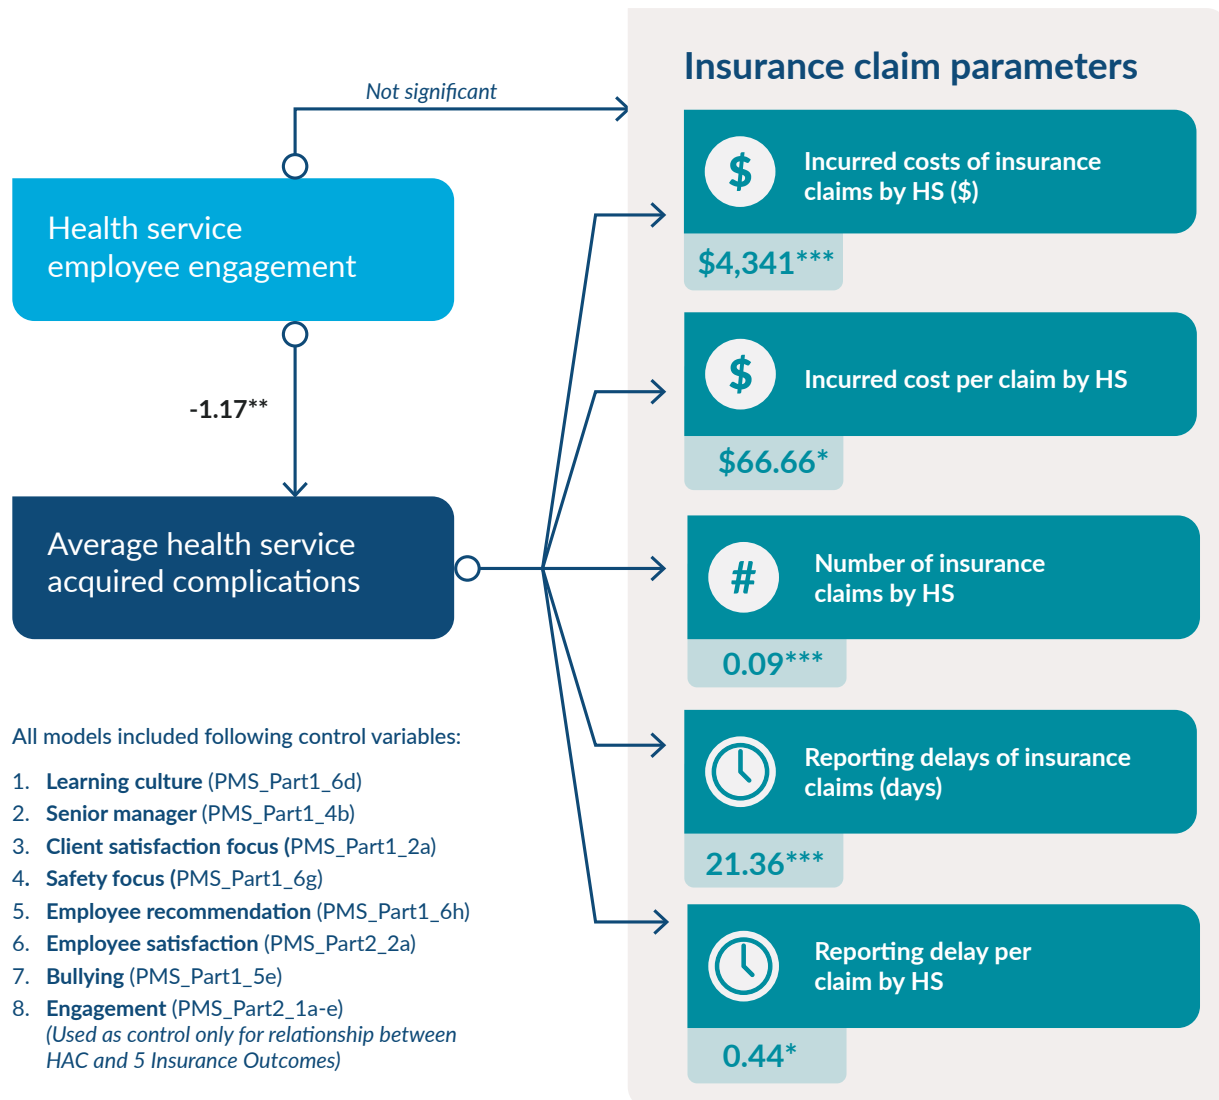 Not significant
Health service
employee engagement
-1.17**
Average health service
acquired complications
All models included following control variables:
1. Learning culture (PMS_Part1_6d)
2. Senior manager (PMS_Part1_4b)
3. Client satisfaction focus (PMS_Part1_2a)
4. Safety focus (PMS_Part1_6g)
5. Employee recommendation (PMS_Part1_6h)
6. Employee satisfaction (PMS_Part2_2a)
7. Bullying (PMS_Part1_5e)
8. Engagement (PMS_Part2_1a-e)
(Used as control only for relationship between
HAC and 5 Insurance Outcomes)
Insurance claim parameters
$
Incurred costs of insurance
claims by HS ($)
$4,341***
$
Incurred cost per claim by HS
$66.66*
#
Number of insurance
claims by HS
0.09***
Reporting delays of insurance
claims (days)
21.36***
Reporting delay per
claim by HS
0.44*